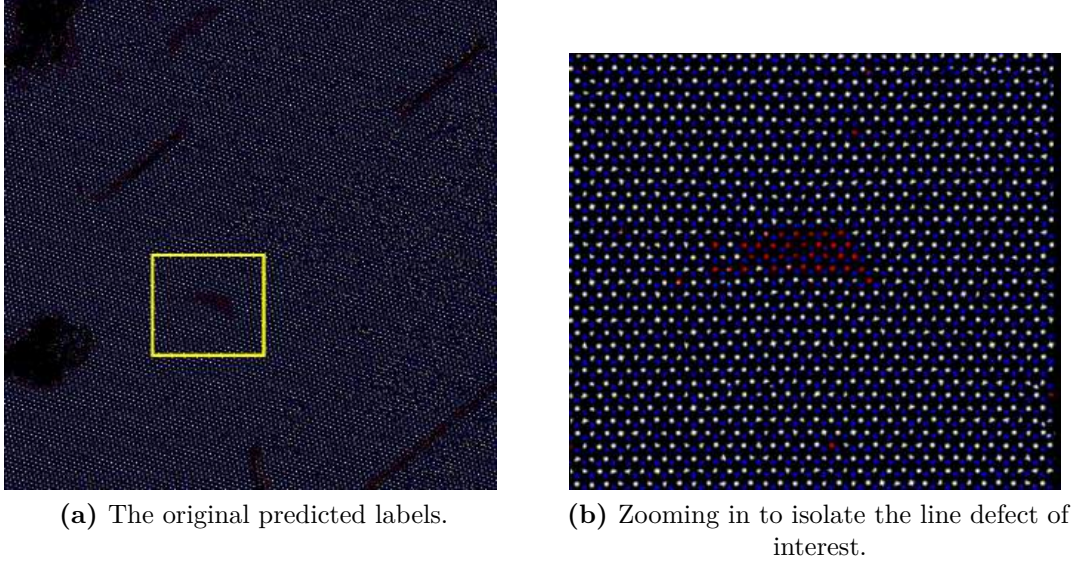 (a) The original predicted labels.
(b) Zooming in to isolate the line defect of
interest.